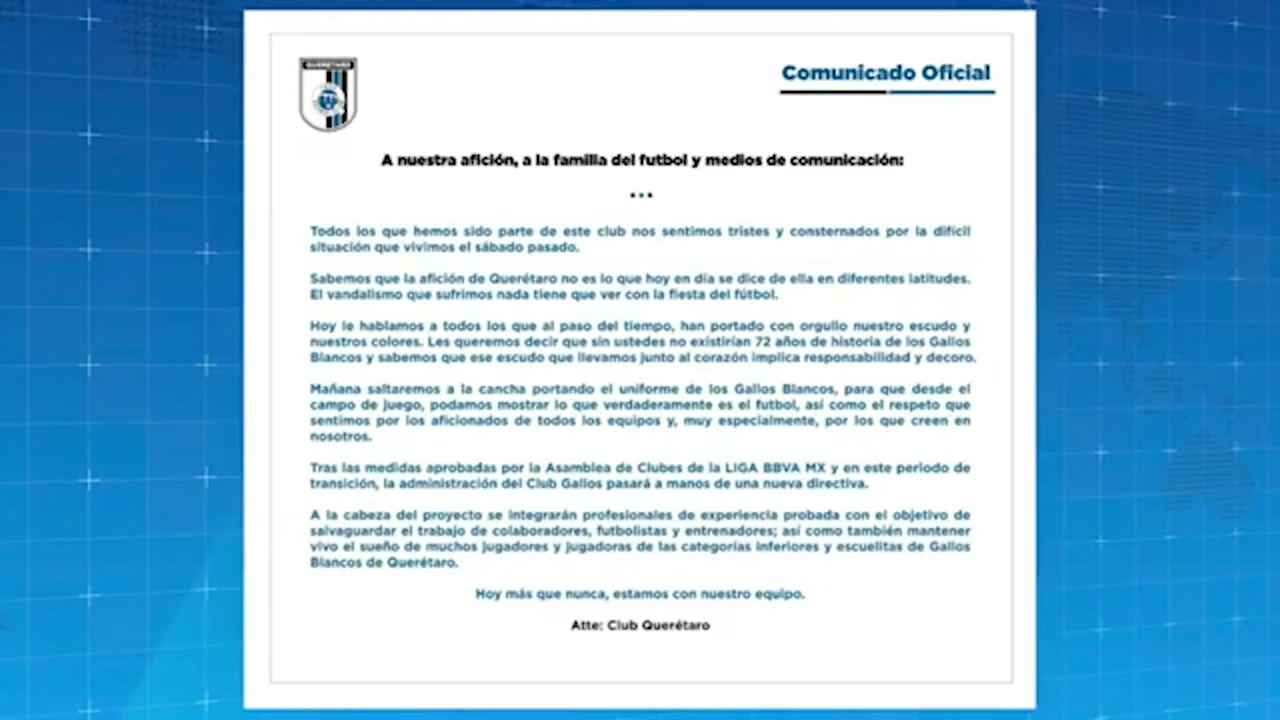 QUERÉTARO
Comunicado Oficial
A nuestra afición, a la familia del futbol y medios de comunicación:
...
Todos los que hemos sido parte de este club nos sentimos tristes y consternados por la difícil
situación que vivimos el sábado pasado.
Sabemos que la afición de Querétaro no es lo que hoy en día se dice de ella en diferentes latitudes.
El vandalismo que sufrimos nada tiene que ver con la fiesta del fútbol.
Hoy le hablamos a todos los que al paso del tiempo, han portado con orgullo nuestro escudo y
nuestros colores. Les queremos decir que sin ustedes no existirían 72 años de historia de los Gallos
Blancos y sabemos que ese escudo que llevamos junto al corazón implica responsabilidad y decoro.
Mañana saltaremos a la cancha portando el uniforme de los Gallos Blancos, para que desde el
campo de juego, podamos mostrar lo que verdaderamente es el futbol, así como el respeto que
sentimos por los aficionados de todos los equipos y, muy especialmente, por los que creen en
nosotros.
Tras las medidas aprobadas por la Asamblea de Clubes de la LIGA BBVA MX y en este periodo de
transición, la administración del Club Gallos pasará a manos de una nueva directiva.
A la cabeza del proyecto se integrarán profesionales de experiencia probada con el objetivo de
salvaguardar el trabajo de colaboradores, futbolistas y entrenadores; así como también mantener
vivo el sueño de muchos jugadores y jugadoras de las categorías inferiores y escuelitas de Gallos
Blancos de Querétaro.
Hoy más que nunca, estamos con nuestro equipo.
Atte: Club Querétaro